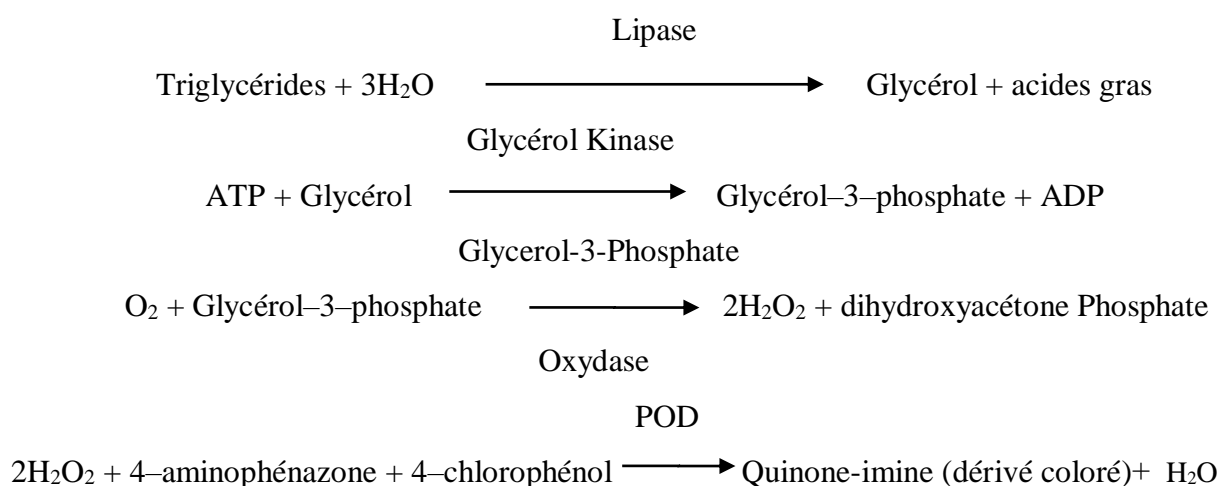 Lipase
Triglycérides + 3H₂O Glycérol + acides gras
Glycérol Kinase
ATP + Glycérol Glycérol–3–phosphate + ADP
Glycerol-3-Phosphate
O₂ + Glycérol–3–phosphate 2H₂O₂ + dihydroxyacétone Phosphate
Oxydase
POD
2H₂O₂ + 4–aminophénazone + 4–chlorophénol Quinone-imine (dérivé coloré)+ H₂O